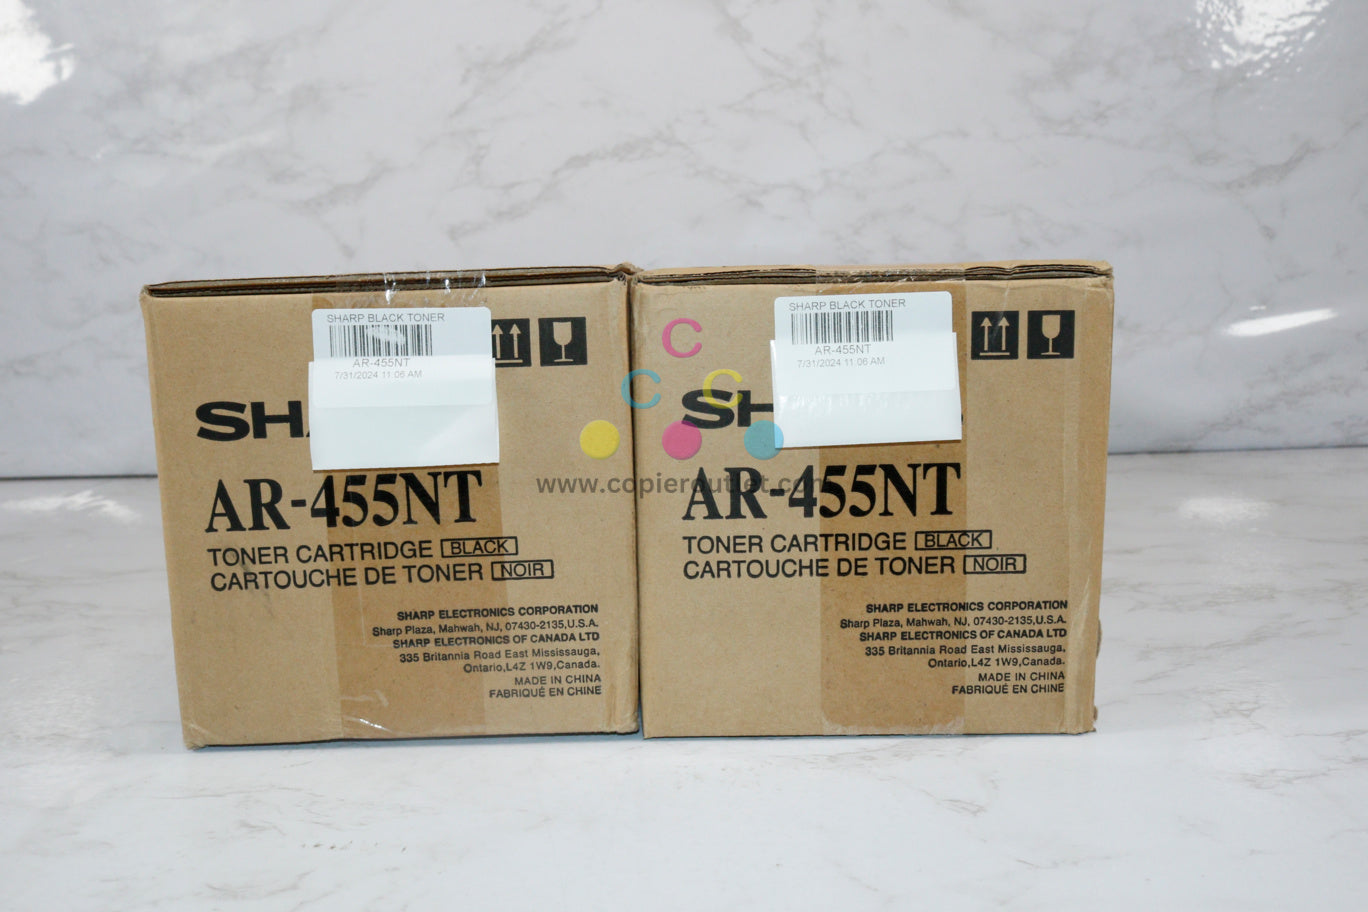 SHARP BLACK TONER
AR-455NT
7/31/2024 11:06 AM
SH
AR-455NT
TONER CARTRIDGE BLACK
CARTOUCHE DE TONER NOIR
SHARP ELECTRONICS CORPORATION
Sharp Plaza, Mahwah, NJ, 07430-2135,U.S.A.
SHARP ELECTRONICS OF CANADA LTD
335 Britannia Road East Mississauga,
Ontario,L4Z 1W9,Canada.
MADE IN CHINA
FABRIQUÉ EN CHINE
SHARP BLACK TONER
AR-455NT
7/31/2024 11:06 AM
SH
AR-455NT
TONER CARTRIDGE BLACK
CARTOUCHE DE TONER NOIR
SHARP ELECTRONICS CORPORATION
Sharp Plaza, Mahwah, NJ, 07430-2135,U.S.A.
SHARP ELECTRONICS OF CANADA LTD
335 Britannia Road East Mississauga,
Ontario,L4Z 1W9,Canada.
MADE IN CHINA
FABRIQUÉ EN CHINE
C
C C
www.copieroutlet.com